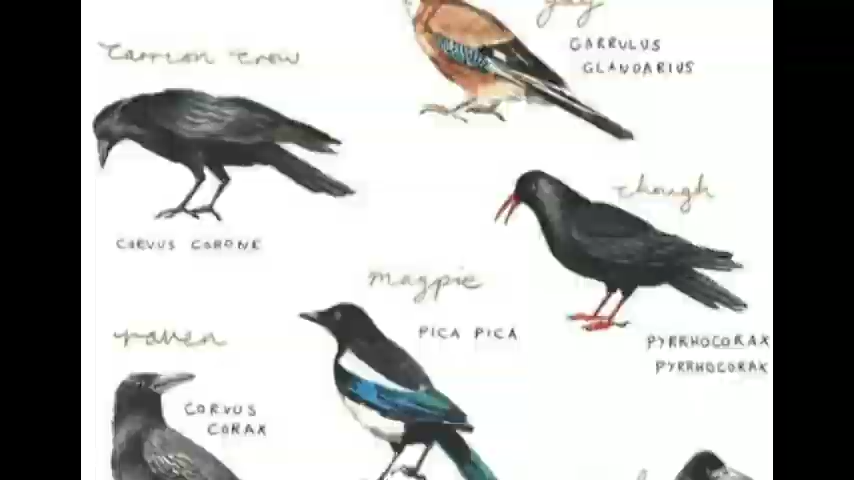 jay
GARRULUS
GLANDARIUS
carrion crow
CORVUS CORONE
chough
PYRRHOCORAX
PYRRHOCORAX
magpie
PICA PICA
raven
CORVUS
CORAX